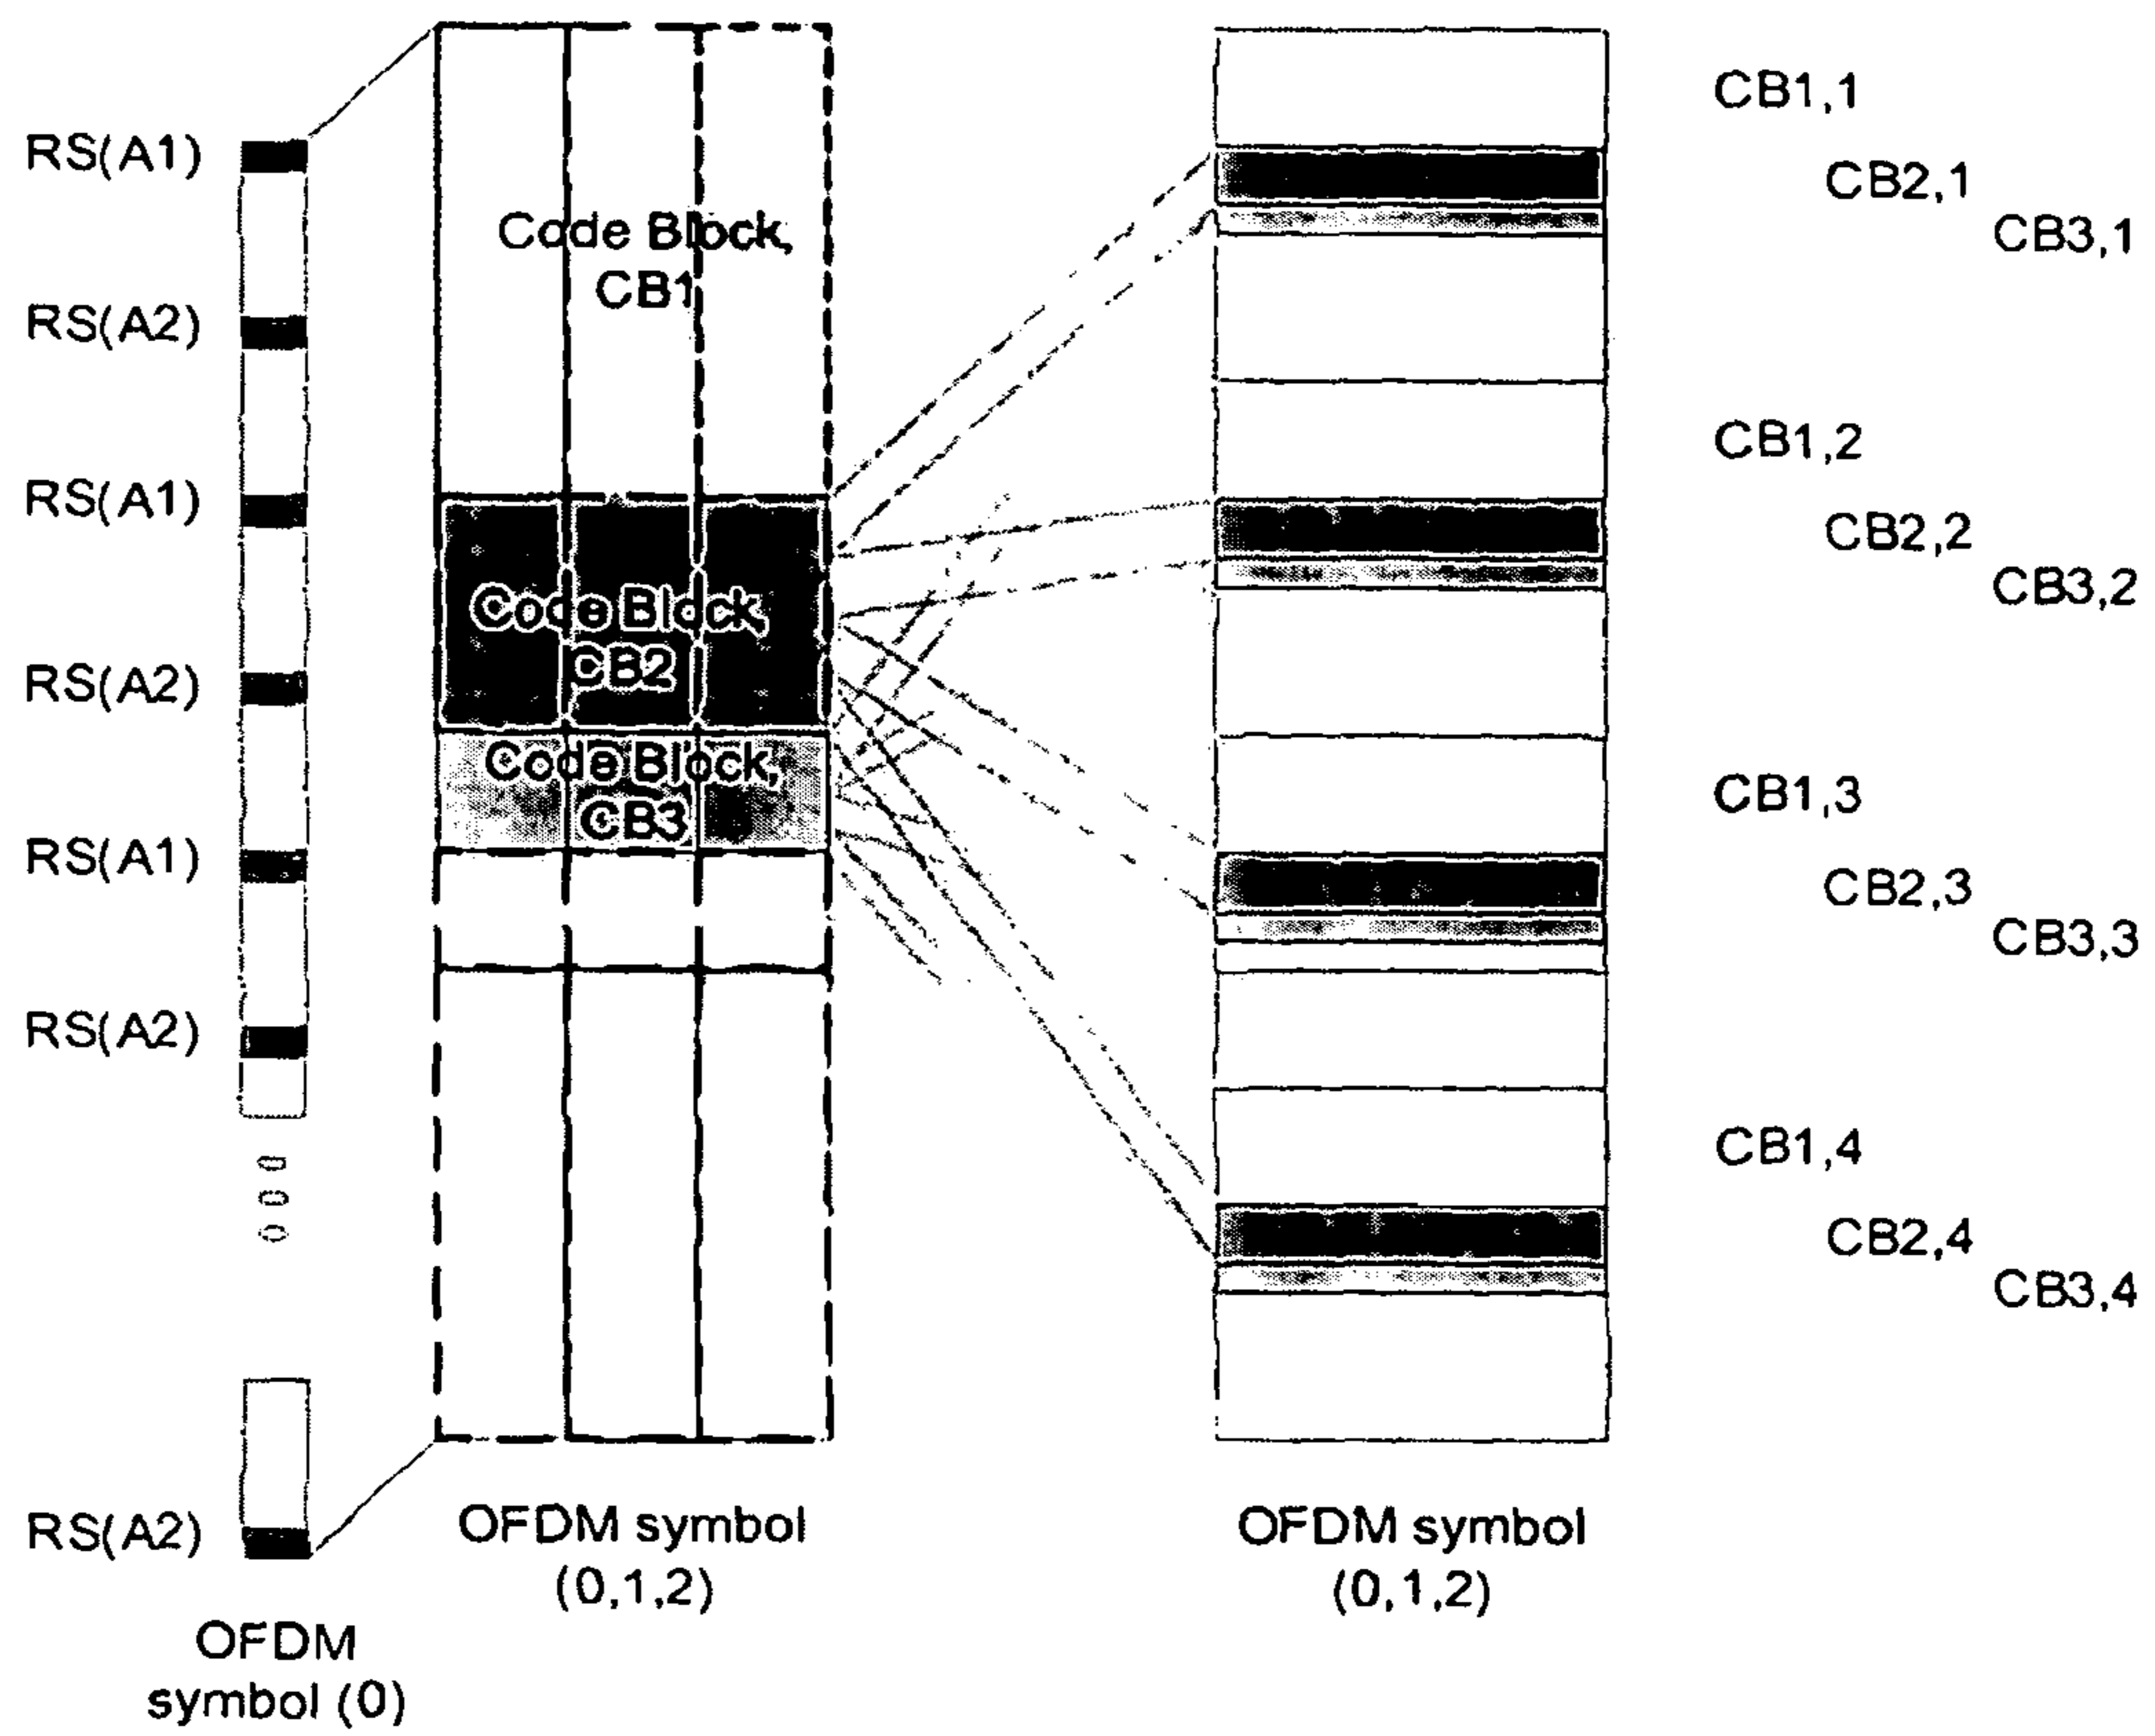 RS(A1)
RS(A2)
RS(A1)
RS(A2)
RS(A1)
RS(A2)
RS(A2)
OFDM
symbol (0)
Code Block,
CB1
Code Block,
CB2
Code Block,
CB3
OFDM symbol
(0,1,2)
CB1,1
CB2,1
CB3,1
CB1,2
CB2,2
CB3,2
CB1,3
CB2,3
CB3,3
CB1,4
CB2,4
CB3,4
OFDM symbol
(0,1,2)